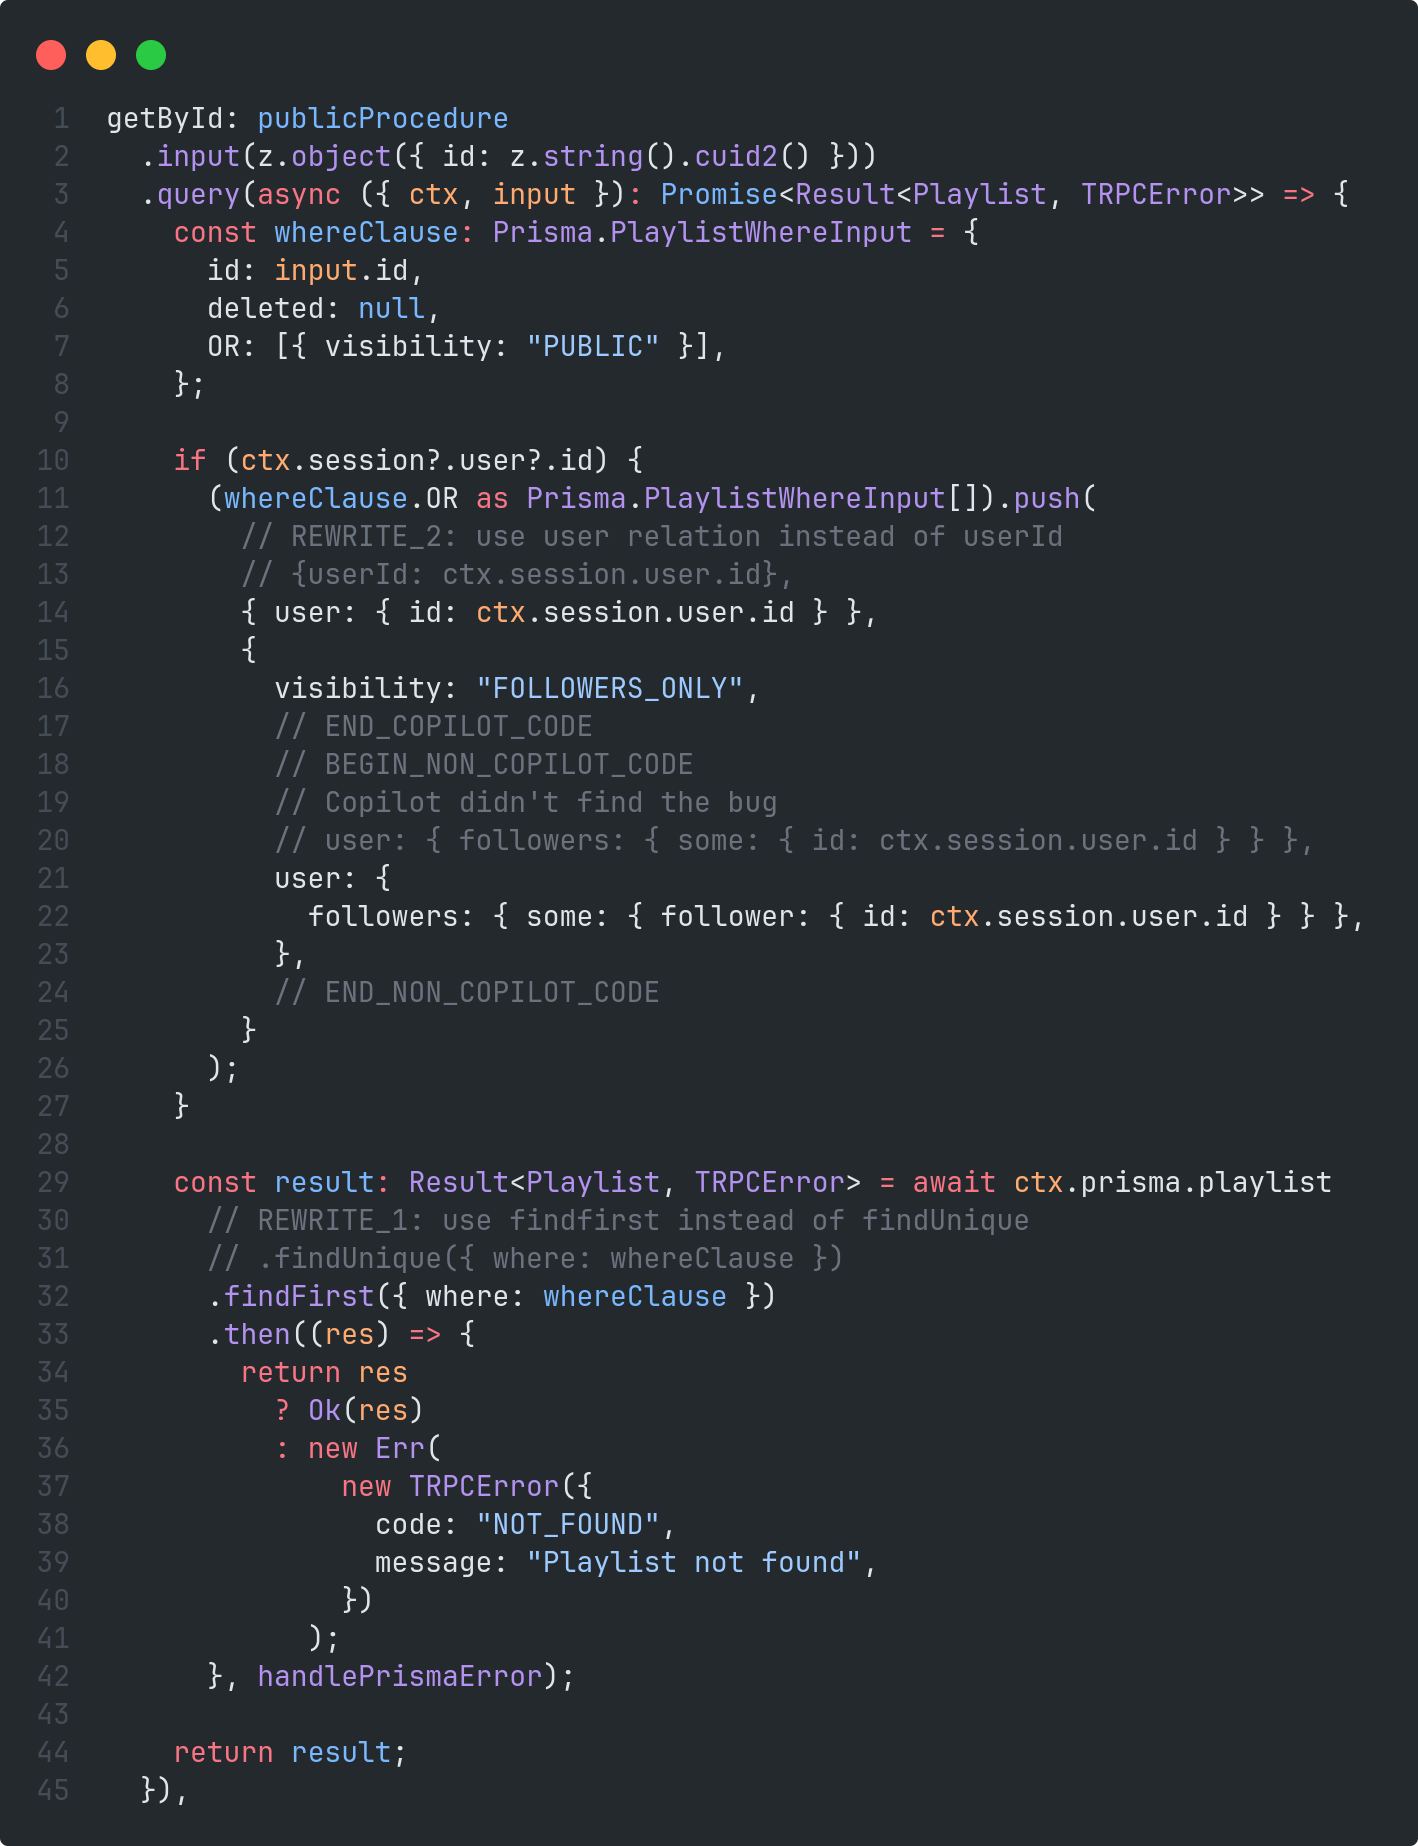 1 getById: publicProcedure
2   .input(z.object({ id: z.string().cuid2() }))
3   .query(async ({ ctx, input }): Promise<Result<Playlist, TRPCError>> => {
4     const whereClause: Prisma.PlaylistWhereInput = {
5       id: input.id,
6       deleted: null,
7       OR: [{ visibility: "PUBLIC" }],
8     };
9
10     if (ctx.session?.user?.id) {
11       (whereClause.OR as Prisma.PlaylistWhereInput[]).push(
12         // REWRITE_2: use user relation instead of userId
13         // {userId: ctx.session.user.id},
14         { user: { id: ctx.session.user.id } },
15         {
16           visibility: "FOLLOWERS_ONLY",
17           // END_COPILOT_CODE
18           // BEGIN_NON_COPILOT_CODE
19           // Copilot didn't find the bug
20           // user: { followers: { some: { id: ctx.session.user.id } } },
21           user: {
22             followers: { some: { follower: { id: ctx.session.user.id } } },
23           },
24           // END_NON_COPILOT_CODE
25         }
26       );
27     }
28
29     const result: Result<Playlist, TRPCError> = await ctx.prisma.playlist
30       // REWRITE_1: use findfirst instead of findUnique
31       // .findUnique({ where: whereClause })
32       .findFirst({ where: whereClause })
33       .then((res) => {
34         return res
35           ? Ok(res)
36           : new Err(
37               new TRPCError({
38                 code: "NOT_FOUND",
39                 message: "Playlist not found",
40               })
41             );
42       }, handlePrismaError);
43
44     return result;
45   }),